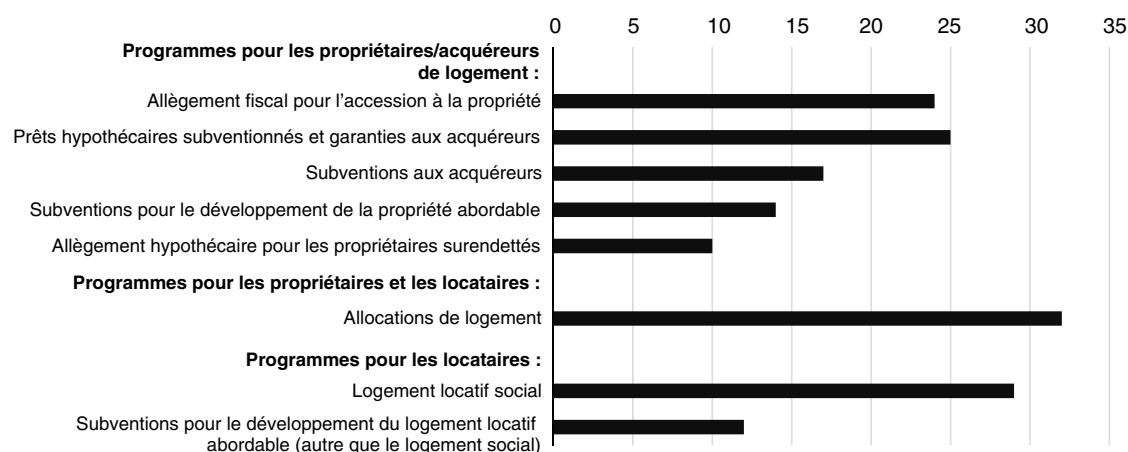 0 5 10 15 20 25 30 35
Programmes pour les propriétaires/acquéreurs
de logement :
Allègement fiscal pour l’accession à la propriété
Prêts hypothécaires subventionnés et garanties aux acquéreurs
Subventions aux acquéreurs
Subventions pour le développement de la propriété abordable
Allègement hypothécaire pour les propriétaires surendettés
Programmes pour les propriétaires et les locataires :
Allocations de logement
Programmes pour les locataires :
Logement locatif social
Subventions pour le développement du logement locatif
abordable (autre que le logement social)